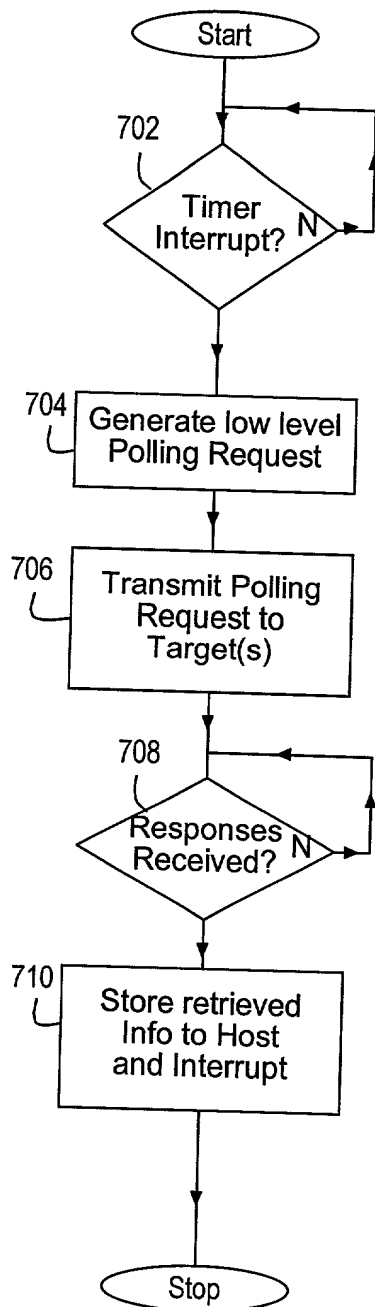 Start
702
Timer
Interrupt?
N
704
Generate low level
Polling Request
706
Transmit Polling
Request to
Target(s)
708
Responses
Received?
N
710
Store retrieved
Info to Host
and Interrupt
Stop